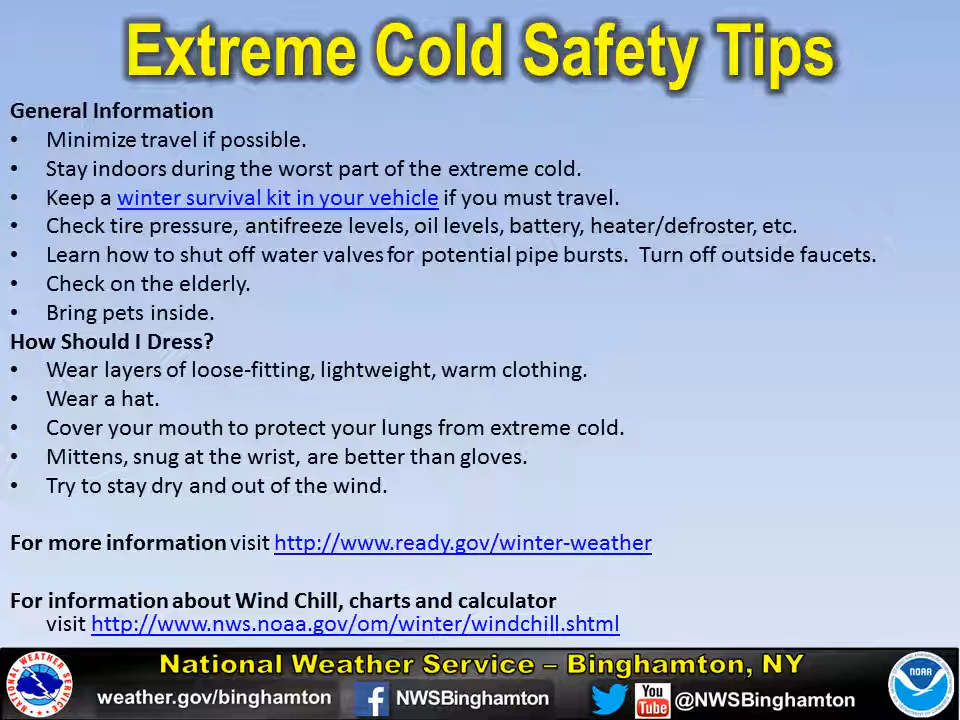 Extreme Cold Safety Tips
General Information
• Minimize travel if possible.
• Stay indoors during the worst part of the extreme cold.
• Keep a winter survival kit in your vehicle if you must travel.
• Check tire pressure, antifreeze levels, oil levels, battery, heater/defroster, etc.
• Learn how to shut off water valves for potential pipe bursts. Turn off outside faucets.
• Check on the elderly.
• Bring pets inside.
How Should I Dress?
• Wear layers of loose-fitting, lightweight, warm clothing.
• Wear a hat.
• Cover your mouth to protect your lungs from extreme cold.
• Mittens, snug at the wrist, are better than gloves.
• Try to stay dry and out of the wind.
For more information visit http://www.ready.gov/winter-weather
For information about Wind Chill, charts and calculator
visit http://www.nws.noaa.gov/om/winter/windchill.shtml
National Weather Service – Binghamton, NY
NATIONAL WEATHER SERVICE
weather.gov/binghamton
f NWSBinghamton
You Tube
@NWSBinghamton
NOAA